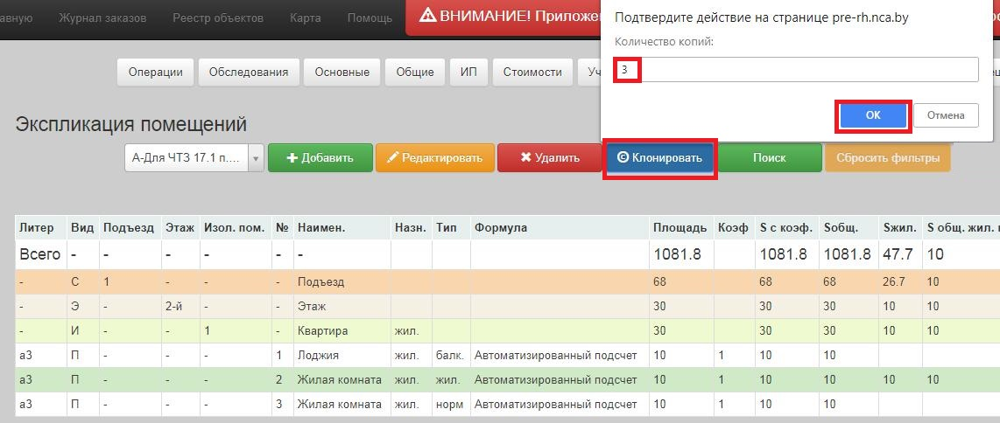 авную Журнал заказов Реестр объектов Карта Помощь ВНИМАНИЕ! Приложен
Подтвердите действие на странице pre-rh.nca.by
Количество копий:
3
ОК Отмена
Операции Обследования Основные Общие ИП Стоимости Уч
Экспликация помещений
А-Для ЧТЗ 17.1 п.... Добавить Редактировать Удалить Клонировать Поиск Сбросить фильтры
Литер Вид Подъезд Этаж Изол. пом. № Наимен. Назн. Тип Формула Площадь Коэф S с коэф. Sобщ. Sжил. S общ. жил. п
Всего - - - - - - 1081.8 1081.8 1081.8 47.7 10
- С 1 - - - Подъезд 68 68 68 26.7 10
- Э - 2-й - - Этаж 30 30 30 10 10
- И - - 1 - Квартира жил. 30 30 30 10 10
а3 П - - - 1 Лоджия жил. балк. Автоматизированный подсчет 10 1 10 10
а3 П - - - 2 Жилая комната жил. жил. Автоматизированный подсчет 10 1 10 10 10 10
а3 П - - - 3 Жилая комната жил. норм Автоматизированный подсчет 10 1 10 10